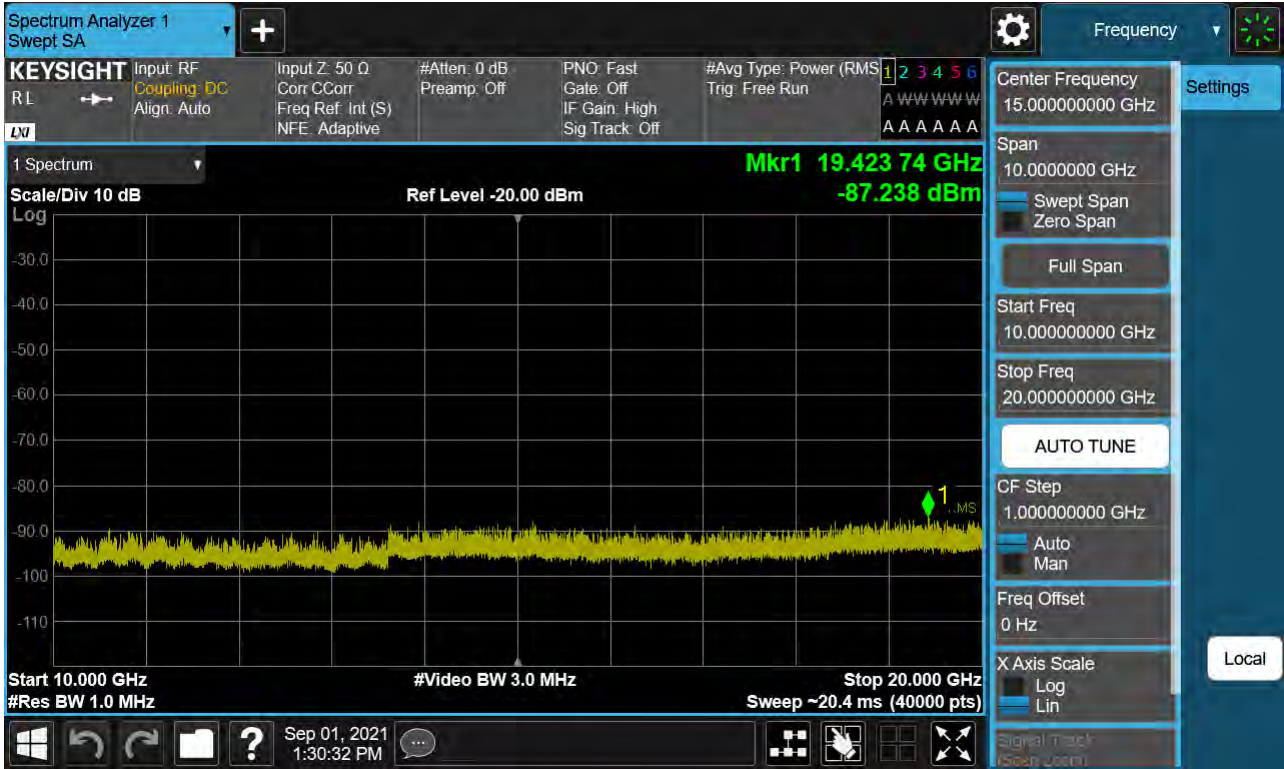 Spectrum Analyzer 1
Swept SA
Frequency
KEYSIGHT
RL
LXI
Input: RF
Coupling: DC
Align: Auto
Input Z: 50 Ω
Corr CCorr
Freq Ref: Int (S)
NFE: Adaptive
#Atten: 0 dB
Preamp: Off
PNO: Fast
Gate: Off
IF Gain: High
Sig Track: Off
#Avg Type: Power (RMS
Trig: Free Run
1 2 3 4 5 6
A W W W W W
A A A A A A
1 Spectrum
Scale/Div 10 dB
Log
Ref Level -20.00 dBm
Mkr1 19.423 74 GHz
-87.238 dBm
-30.0
-40.0
-50.0
-60.0
-70.0
-80.0
-90.0
-100
-110
1
Start 10.000 GHz
#Res BW 1.0 MHz
#Video BW 3.0 MHz
Stop 20.000 GHz
Sweep ~20.4 ms (40000 pts)
Center Frequency
15.000000000 GHz
Span
10.0000000 GHz
Swept Span
Zero Span
Full Span
Start Freq
10.000000000 GHz
Stop Freq
20.000000000 GHz
AUTO TUNE
CF Step
1.000000000 GHz
Auto
Man
Freq Offset
0 Hz
X Axis Scale
Log
Lin
Signal Track
(Span Zoom)
Settings
Local
?
Sep 01, 2021
1:30:32 PM